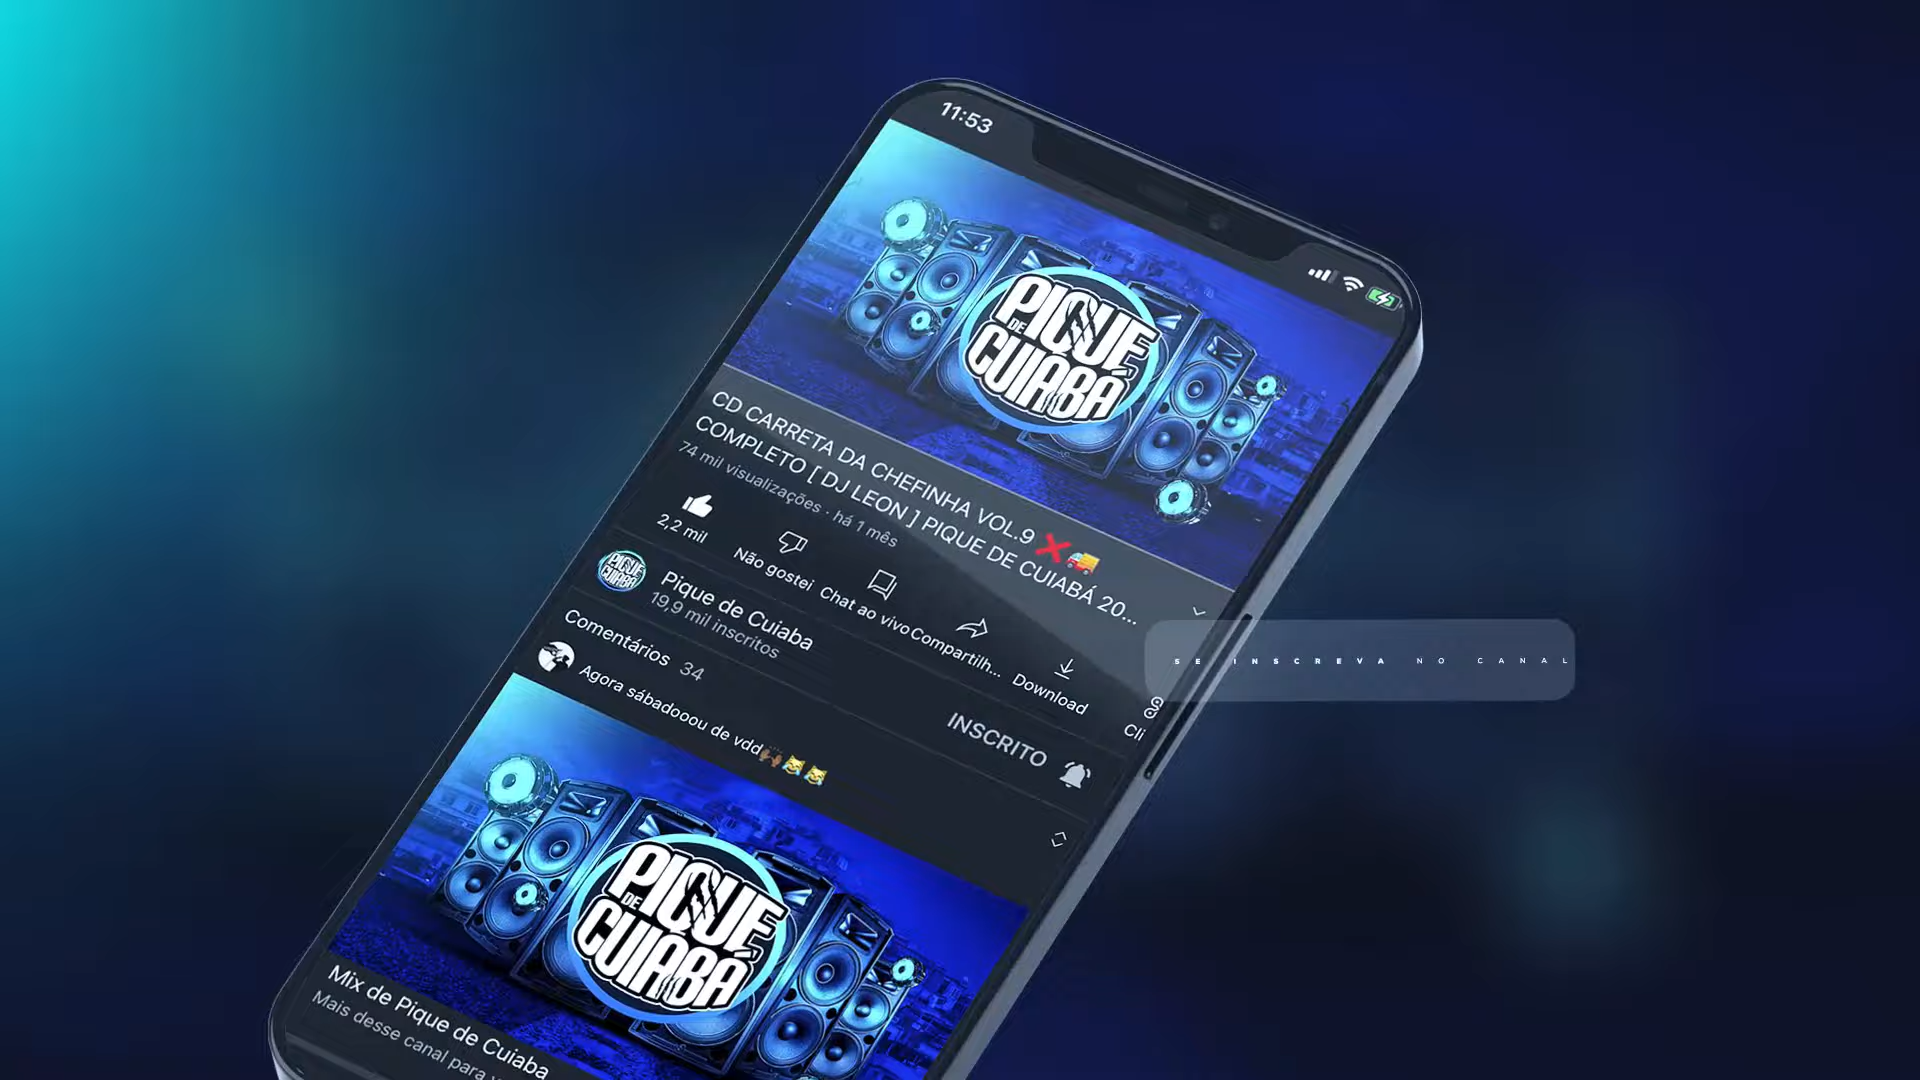 11:53
PIQUE
DE
CUIABÁ
CD CARRETA DA CHEFINHA VOL.9 ❌🚚
COMPLETO [ DJ LEON ] PIQUE DE CUIABÁ 20...
74 mil visualizações · há 1 mês
2,2 mil
Não gostei
Chat ao vivo
Compartilh...
Download
Cli
PIQUE
CUIABÁ
Pique de Cuiaba
19,9 mil inscritos
INSCRITO
Comentários 34
Agora sábadooou de vdd🙌🏾😹😹
SE INSCREVA NO CANAL
PIQUE
DE
CUIABÁ
Mix de Pique de Cuiaba
Mais desse canal para